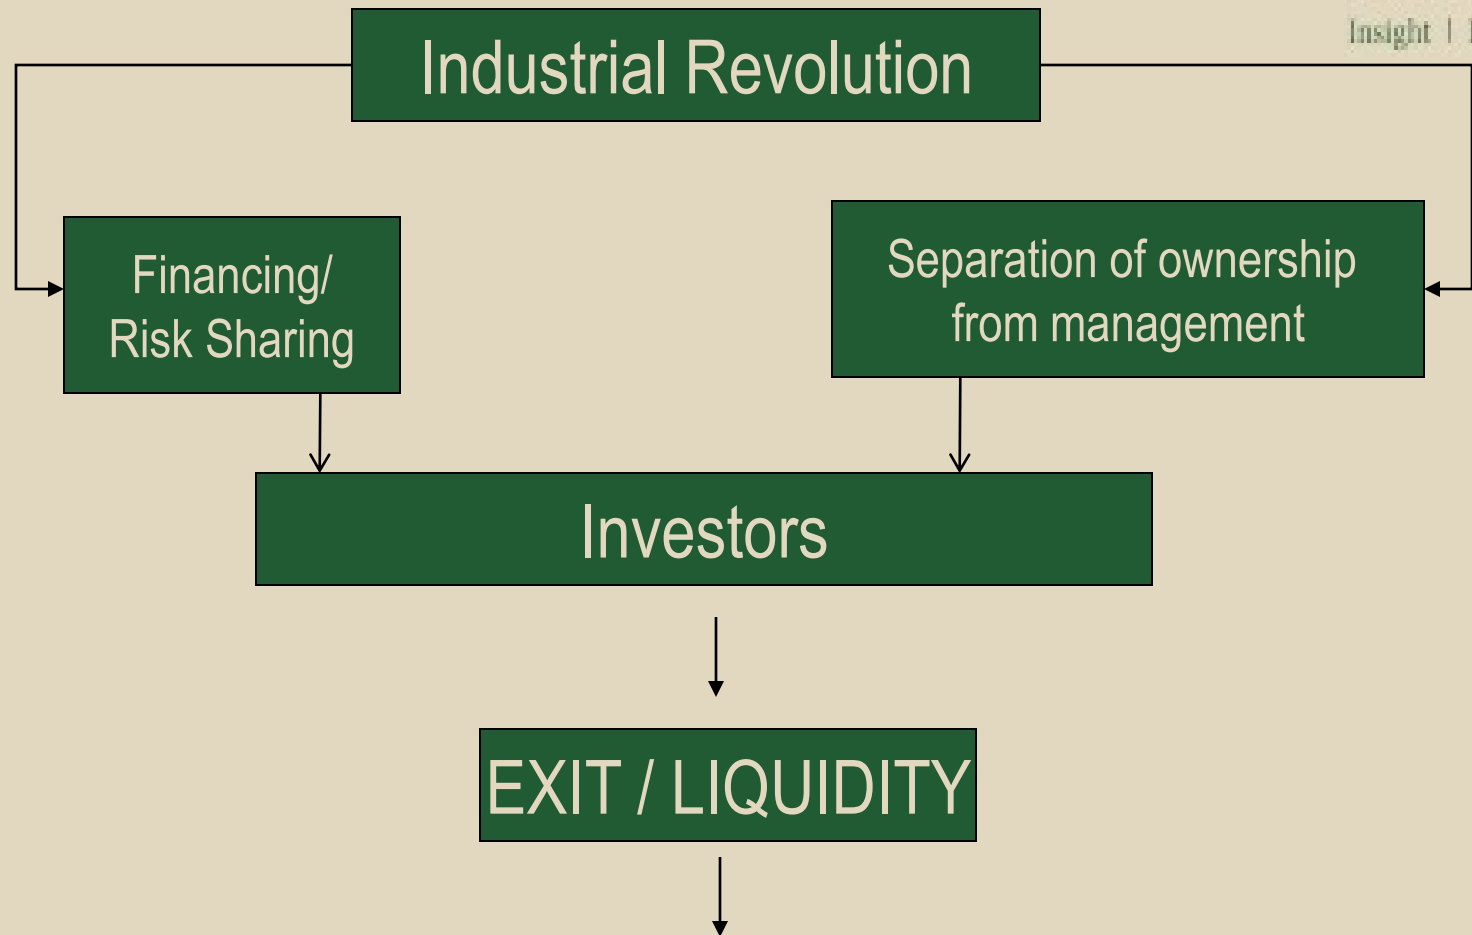 Insight |
Industrial Revolution
Financing/
Risk Sharing
Separation of ownership
from management
Investors
EXIT / LIQUIDITY